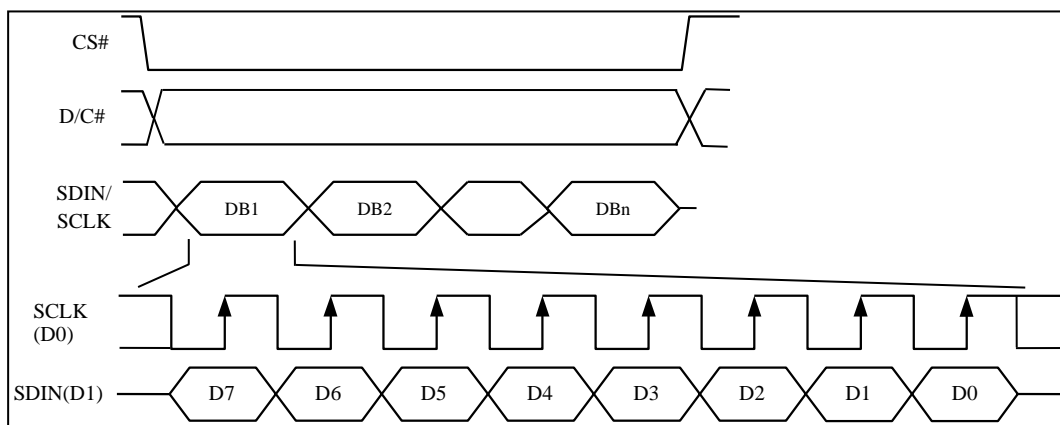 CS#
D/C#
SDIN/
SCLK
DB1 DB2 DBn
SCLK
(D0)
SDIN(D1) D7 D6 D5 D4 D3 D2 D1 D0